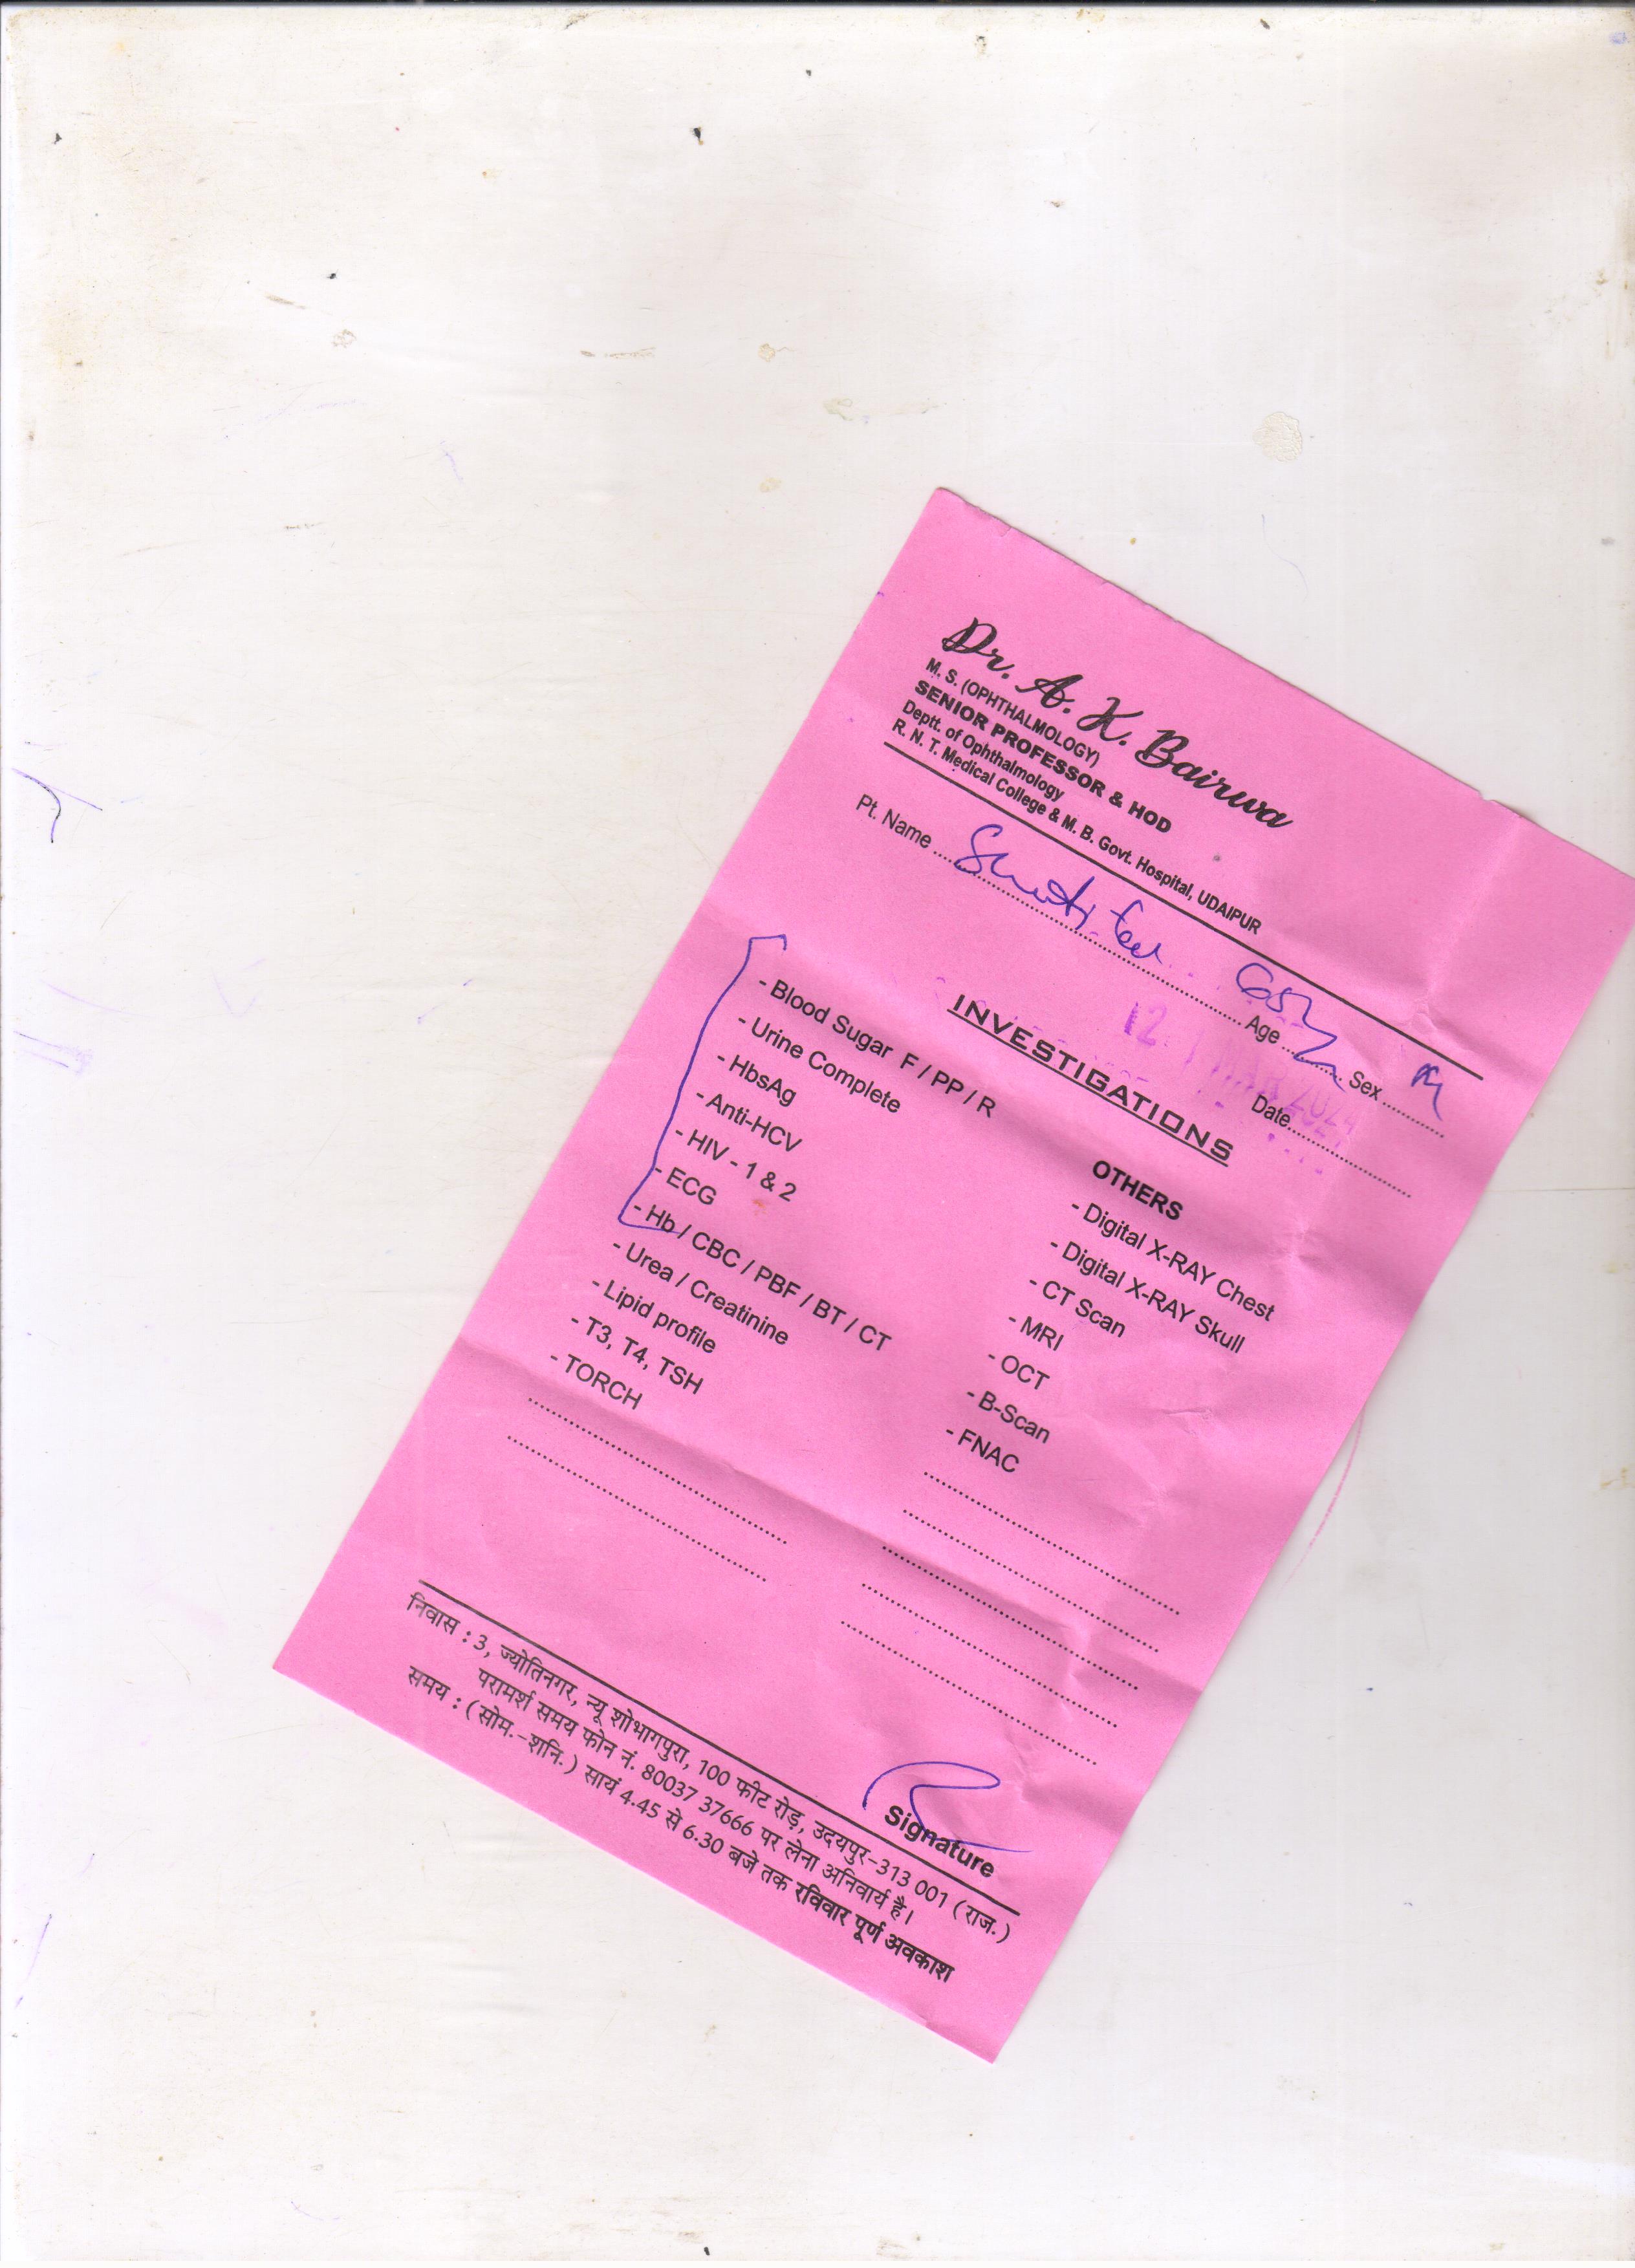 Dr. A. K. Bairwa
M. S. (OPHTHALMOLOGY)
SENIOR PROFESSOR & HOD
Deptt. of Ophthalmology
R. N. T. Medical College & M. B. Govt. Hospital, UDAIPUR
Pt. Name ........ Age ........ Sex ........
12 MAR 2024
Date........
INVESTIGATIONS
- Blood Sugar F / PP / R
- Urine Complete
- HbsAg
- Anti-HCV
- HIV - 1 & 2
- ECG
- Hb / CBC / PBF / BT / CT
- Urea / Creatinine
- Lipid profile
- T3, T4, TSH
- TORCH
OTHERS
- Digital X-RAY Chest
- Digital X-RAY Skull
- CT Scan
- MRI
- OCT
- B-Scan
- FNAC
Signature
निवास : 3, ज्योतिनगर, न्यू शोभागपुरा, 100 फीट रोड़, उदयपुर-313 001 (राज.)
परामर्श समय फोन नं. 80037 37666 पर लेना अनिवार्य है।
समय : (सोम.-शनि.) सायं 4.45 से 6.30 बजे तक रविवार पूर्ण अवकाश